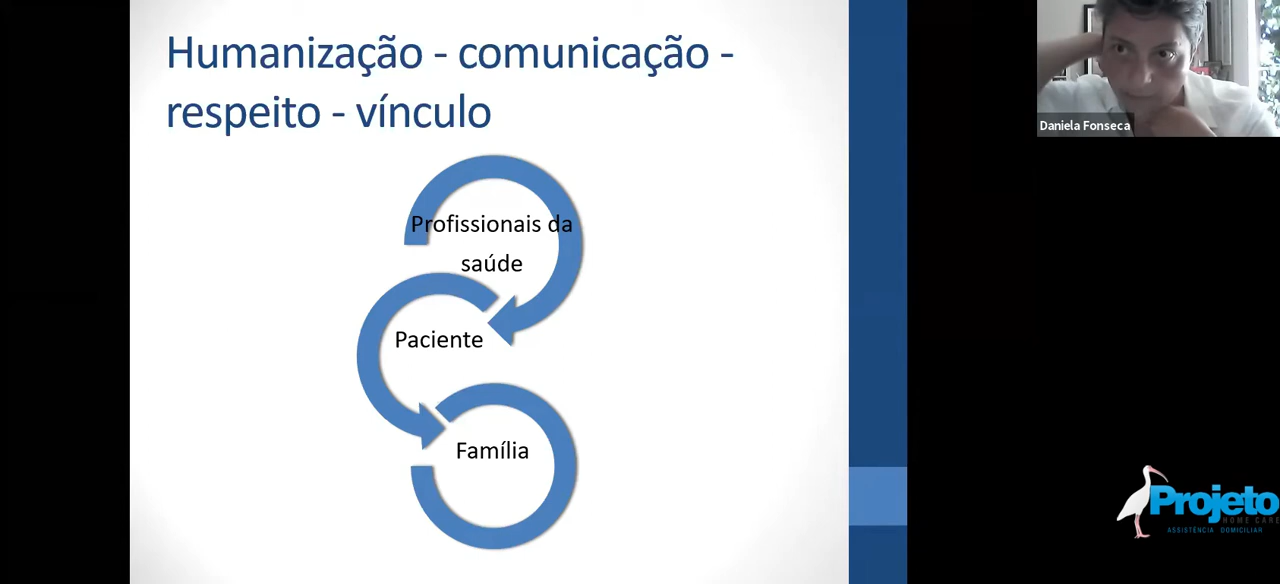 Humanização - comunicação -
respeito - vínculo
Profissionais da
saúde
Paciente
Família
Daniela Fonseca
Projeto
HOME CARE
ASSISTÊNCIA DOMICILIAR